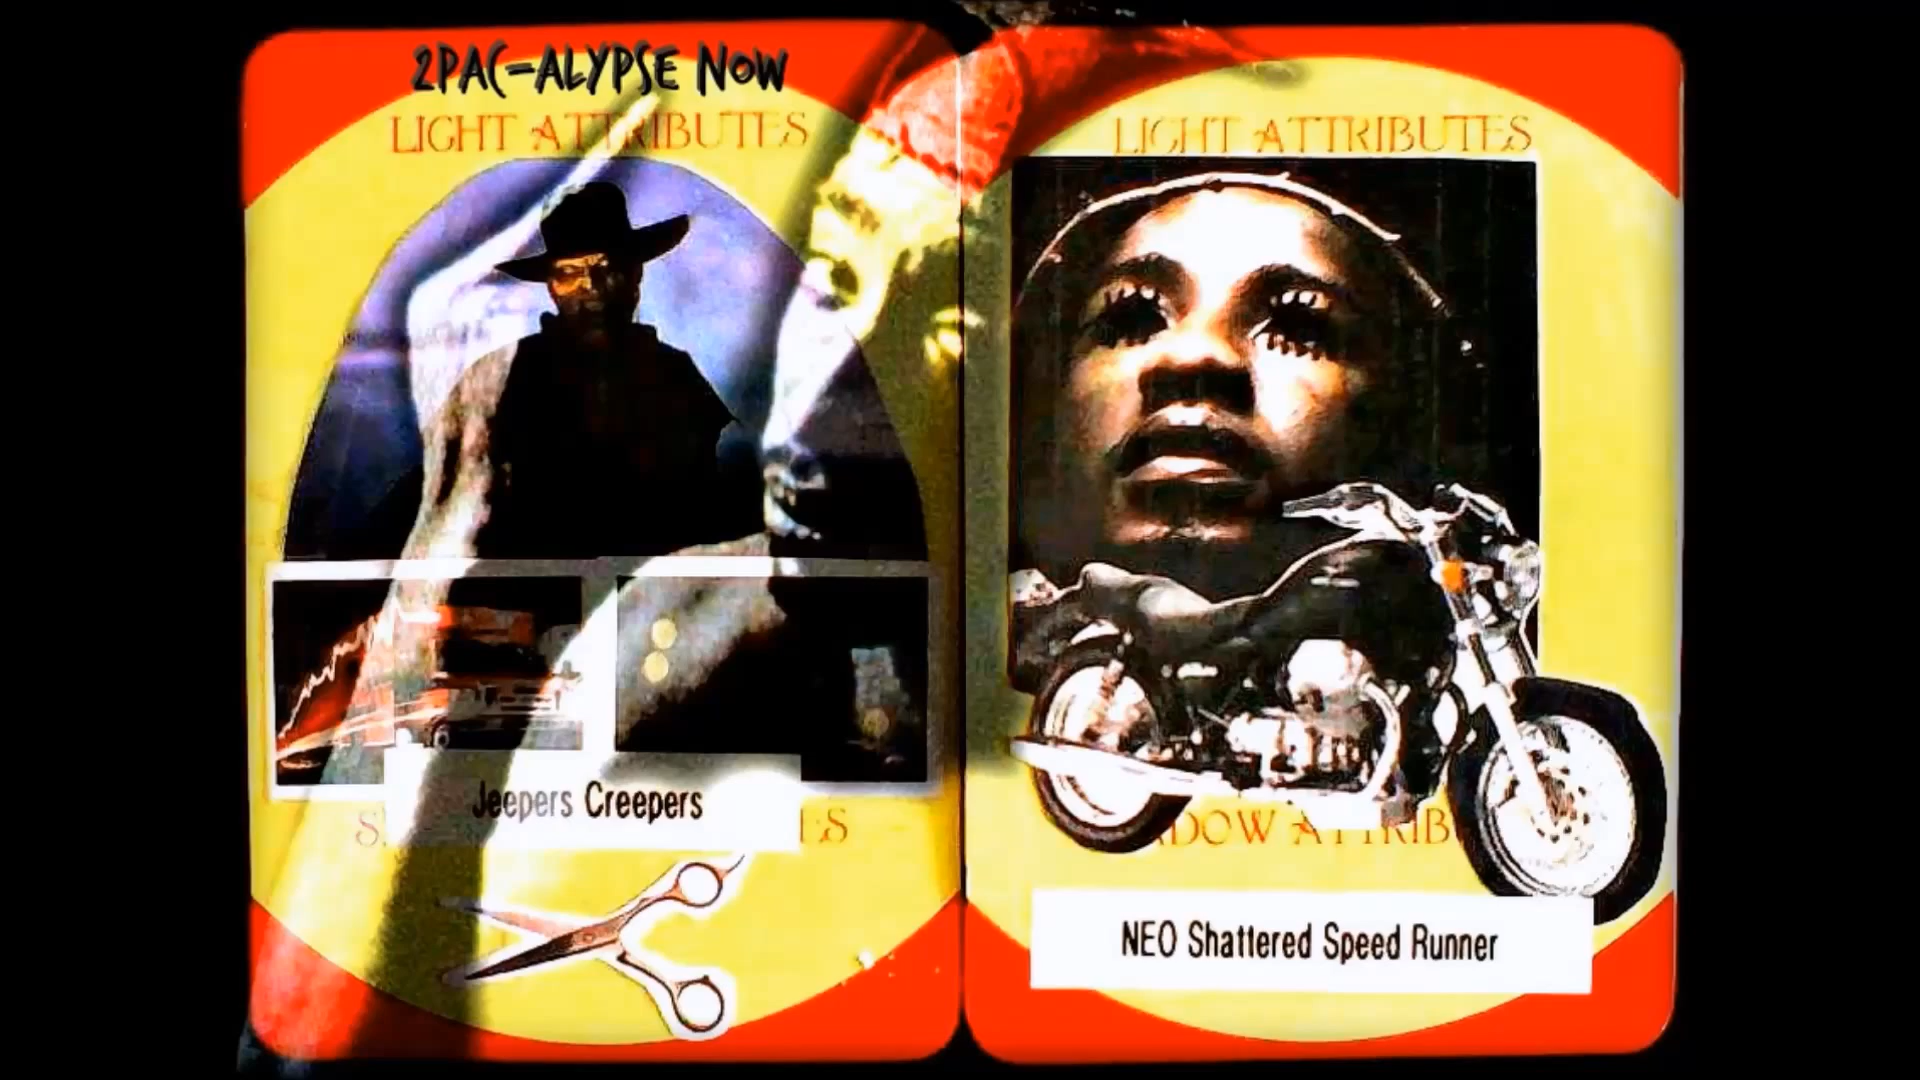 2PAC-ALYPSE NOW
LIGHT ATTRIBUTES
Jeepers Creepers
LIGHT ATTRIBUTES
NEO Shattered Speed Runner